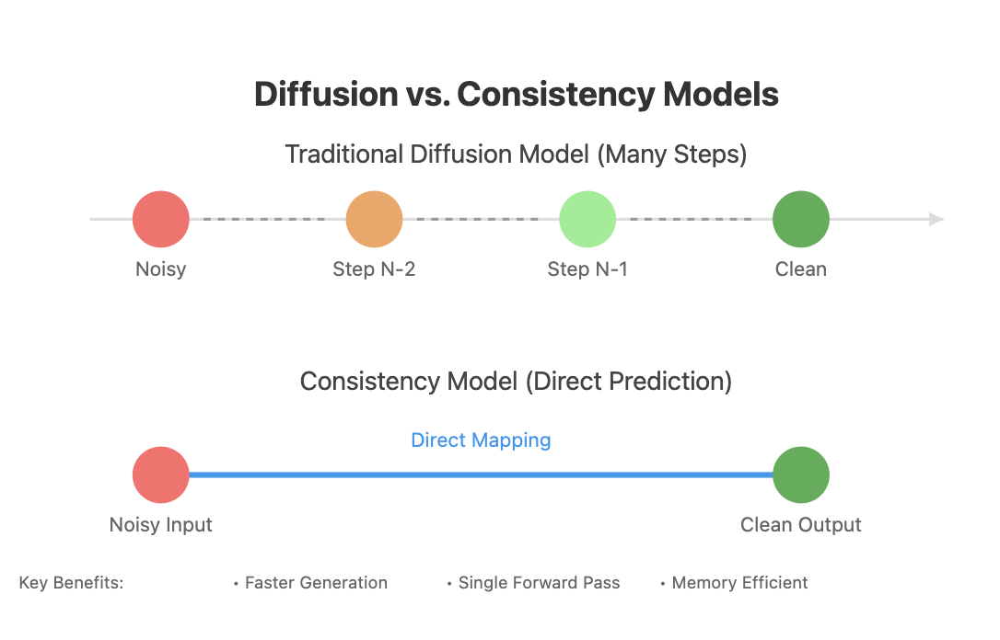 Diffusion vs. Consistency Models
Traditional Diffusion Model (Many Steps)
Noisy
Step N-2
Step N-1
Clean
Consistency Model (Direct Prediction)
Direct Mapping
Noisy Input
Clean Output
Key Benefits: • Faster Generation • Single Forward Pass • Memory Efficient